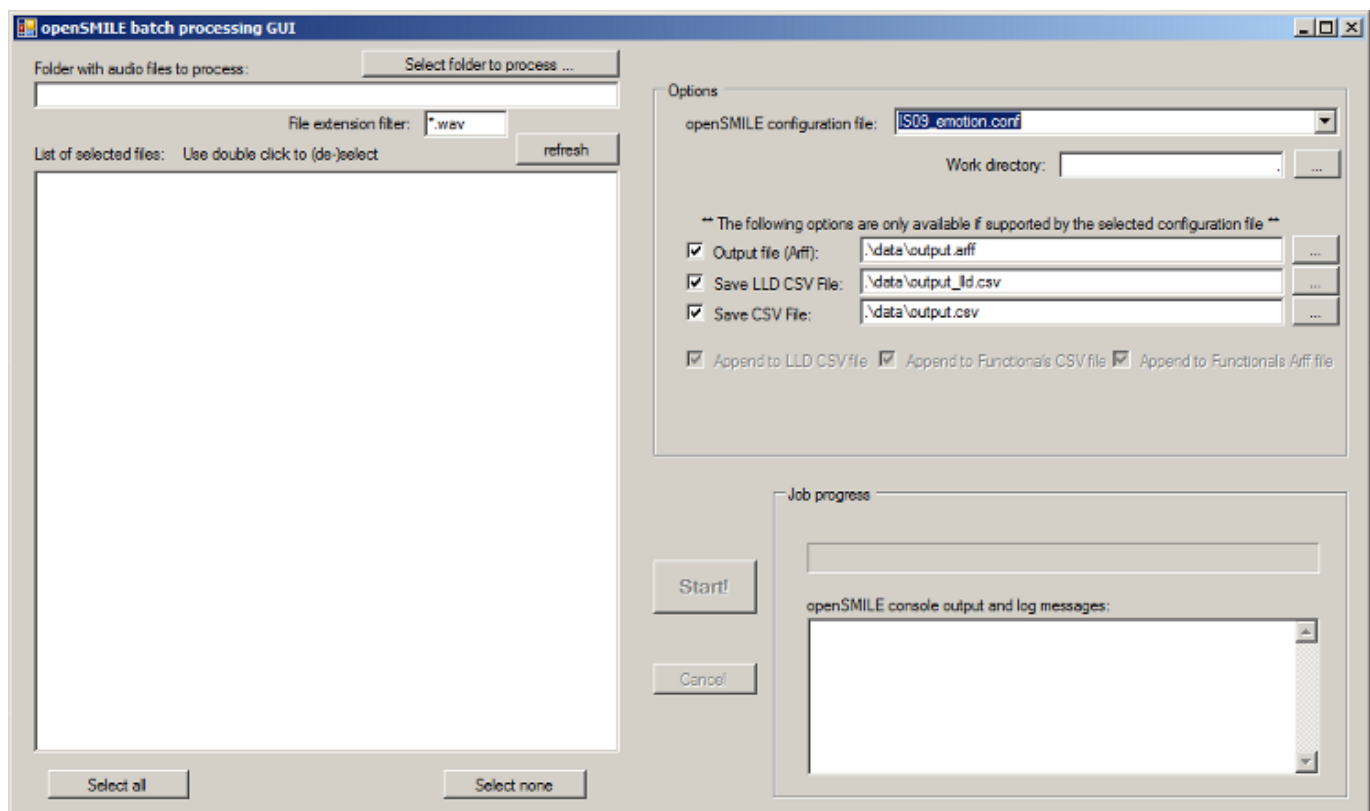 openSMILE batch processing GUI
Folder with audio files to process:
Select folder to process ...
File extension filter:
*.wav
List of selected files:
Use double click to (de-)select
refresh
Select all
Select none
Options
openSMILE configuration file:
IS09_emotion.conf
Work directory:
.
...
** The following options are only available if supported by the selected configuration file **
Output file (Arff):
.\data\output.arff
...
Save LLD CSV File:
.\data\output_lld.csv
...
Save CSV File:
.\data\output.csv
...
Append to LLD CSV file
Append to Functionals CSV file
Append to Functionals Arff file
Start!
Cancel
Job progress
openSMILE console output and log messages: